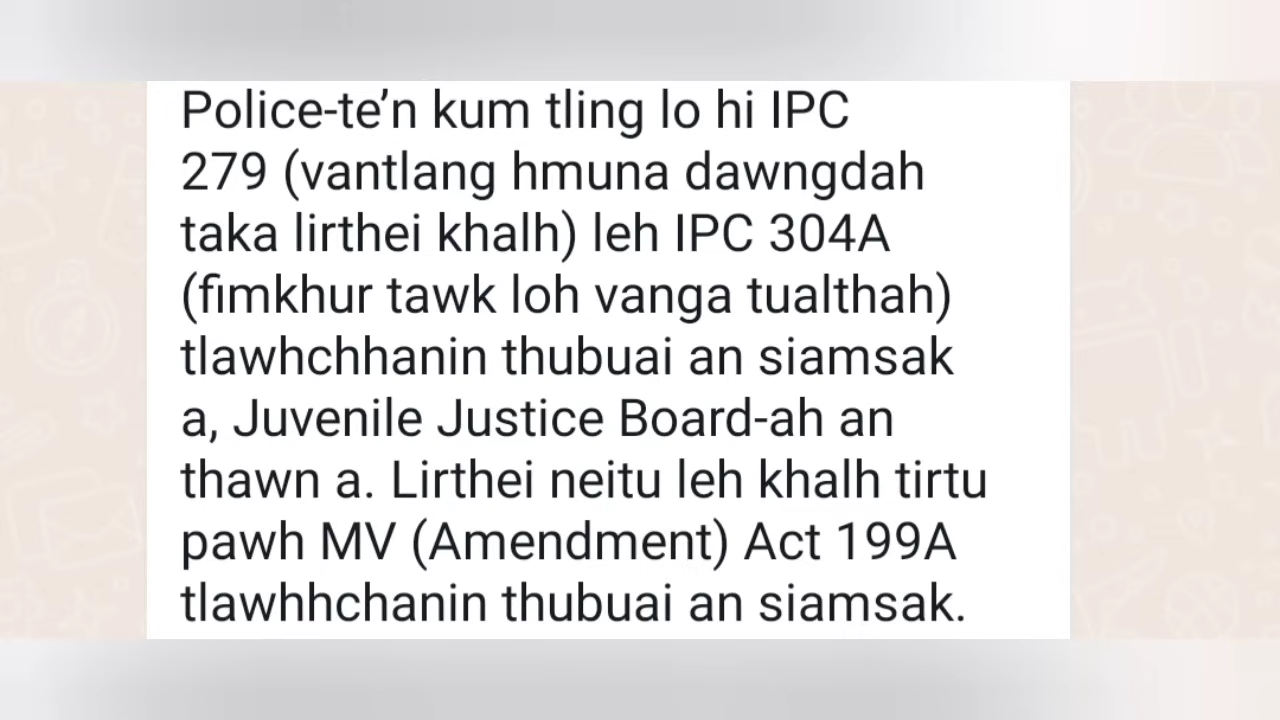 Police-te’n kum tling lo hi IPC
279 (vantlang hmuna dawngdah
taka lirthei khalh) leh IPC 304A
(fimkhur tawk loh vanga tualthah)
tlawhchhanin thubuai an siamsak
a, Juvenile Justice Board-ah an
thawn a. Lirthei neitu leh khalh tirtu
pawh MV (Amendment) Act 199A
tlawhhchanin thubuai an siamsak.